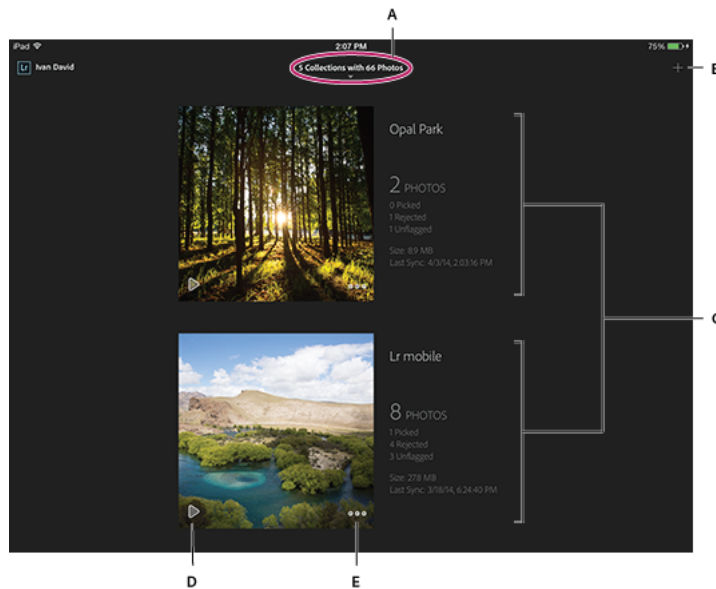 A
iPad
2:07 PM
75%
B
Lr Ivan David
5 Collections with 66 Photos
+
Opal Park
2 PHOTOS
0 Picked
1 Rejected
1 Unflagged
Size: 8.9 MB
Last Sync: 4/3/14, 2:03:16 PM
C
Lr mobile
8 PHOTOS
1 Picked
4 Rejected
3 Unflagged
Size: 27.8 MB
Last Sync: 3/18/14, 6:24:40 PM
D E